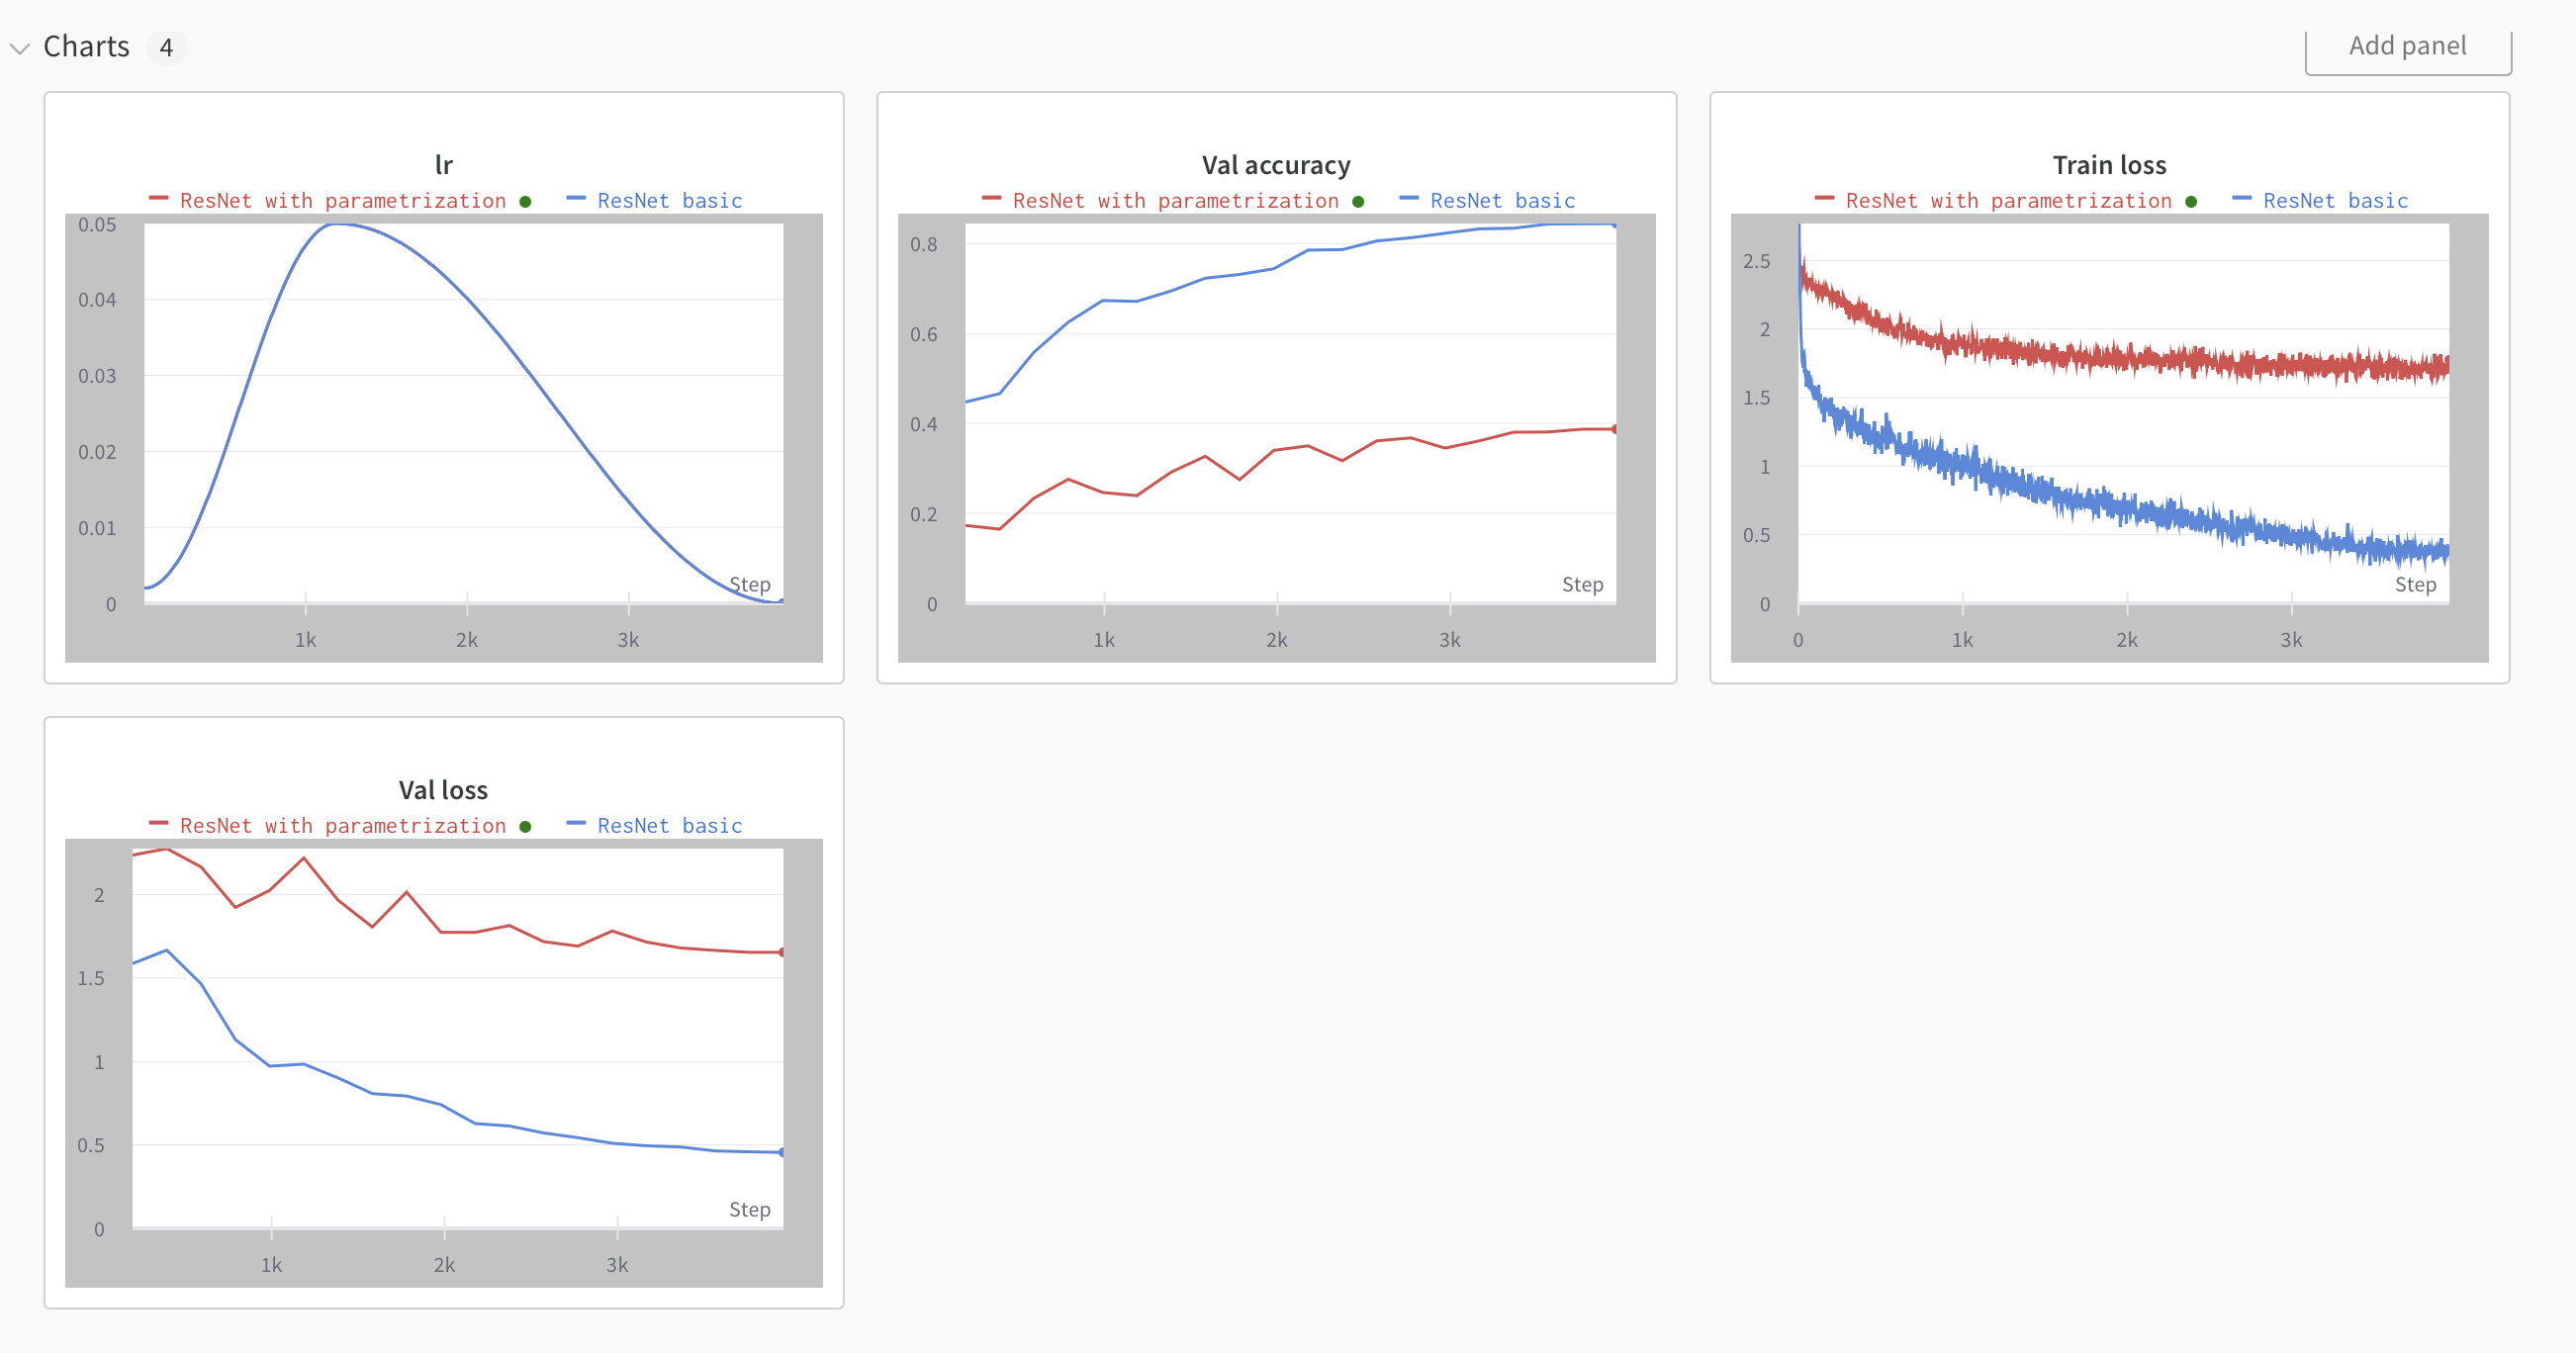 Charts 4
Add panel
lr
ResNet with parametrization ResNet basic
0.05
0.04
0.03
0.02
0.01
0
Step
1k 2k 3k
Val accuracy
ResNet with parametrization ResNet basic
0.8
0.6
0.4
0.2
0
Step
1k 2k 3k
Train loss
ResNet with parametrization ResNet basic
2.5
2
1.5
1
0.5
0
Step
0 1k 2k 3k
Val loss
ResNet with parametrization ResNet basic
2
1.5
1
0.5
0
Step
1k 2k 3k